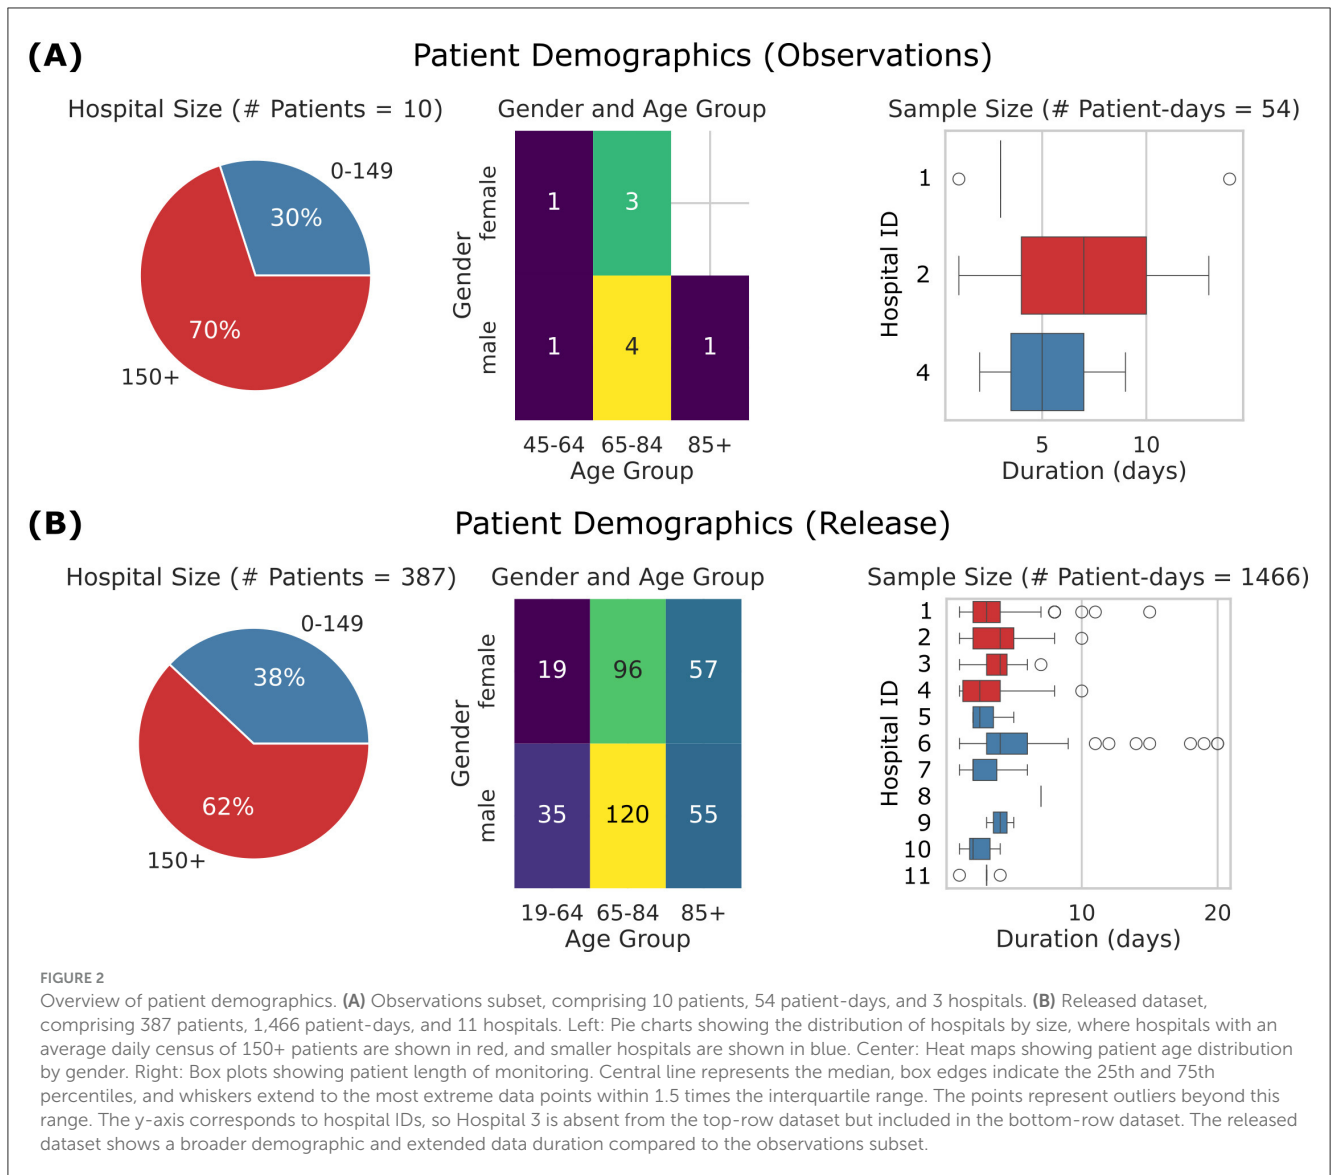 (A) Patient Demographics (Observations)
Hospital Size (# Patients = 10)
0-149
30%
70%
150+
Gender and Age Group
Gender
female
male
1
3
1
4
1
45-64 65-84 85+
Age Group
Sample Size (# Patient-days = 54)
Hospital ID
1
2
4
5 10
Duration (days)
(B) Patient Demographics (Release)
Hospital Size (# Patients = 387)
0-149
38%
62%
150+
Gender and Age Group
Gender
female
male
19 96 57
35 120 55
19-64 65-84 85+
Age Group
Sample Size (# Patient-days = 1466)
Hospital ID
1
2
3
4
5
6
7
8
9
10
11
10 20
Duration (days)
FIGURE 2
Overview of patient demographics. (A) Observations subset, comprising 10 patients, 54 patient-days, and 3 hospitals. (B) Released dataset,
comprising 387 patients, 1,466 patient-days, and 11 hospitals. Left: Pie charts showing the distribution of hospitals by size, where hospitals with an
average daily census of 150+ patients are shown in red, and smaller hospitals are shown in blue. Center: Heat maps showing patient age distribution
by gender. Right: Box plots showing patient length of monitoring. Central line represents the median, box edges indicate the 25th and 75th
percentiles, and whiskers extend to the most extreme data points within 1.5 times the interquartile range. The points represent outliers beyond this
range. The y-axis corresponds to hospital IDs, so Hospital 3 is absent from the top-row dataset but included in the bottom-row dataset. The released
dataset shows a broader demographic and extended data duration compared to the observations subset.